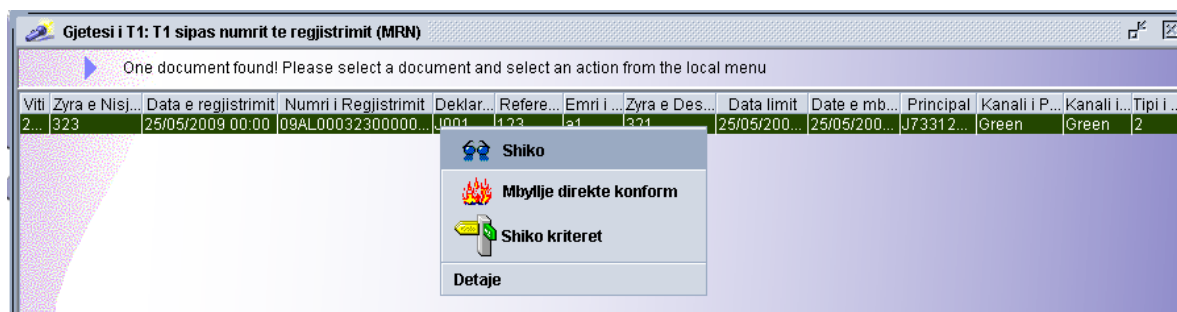 Gjetesi i T1: T1 sipas numrit te regjistrimit (MRN)
One document found! Please select a document and select an action from the local menu
Viti Zyra e Nisj... Data e regjistrimit Numri i Regjistrimit Deklar... Refere... Emri i ... Zyra e Des... Data limit Date e mb... Principal Kanali i P... Kanali i... Tipi i
2... 323 25/05/2009 00:00 09AL00032300000... J001 123 a1 321 25/05/200... 25/05/200... J73312... Green Green 2
Shiko
Mbyllje direkte konform
Shiko kriteret
Detaje